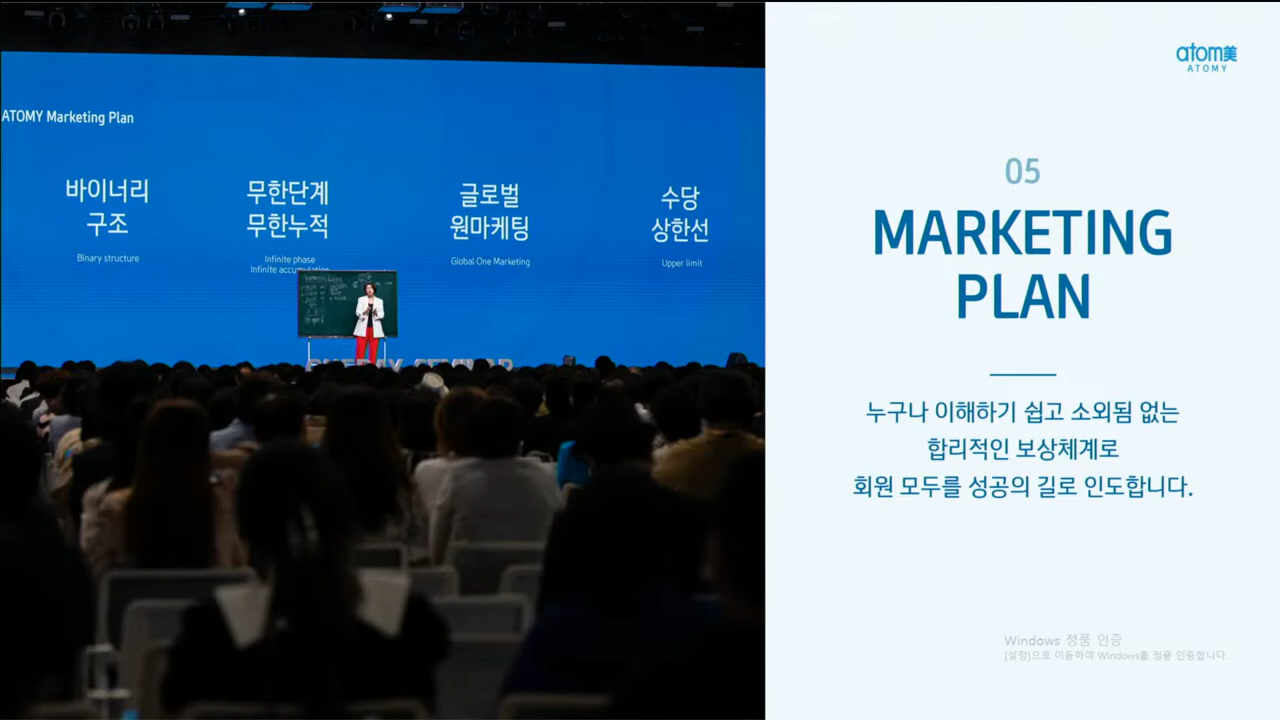 ATOMY Marketing Plan
바이너리
구조
Binary structure
무한단계
무한누적
Infinite phase
Infinite accumulation
글로벌
원마케팅
Global One Marketing
수당
상한선
Upper limit
atom美
ATOMY
05
MARKETING
PLAN
누구나 이해하기 쉽고 소외됨 없는
합리적인 보상체계로
회원 모두를 성공의 길로 인도합니다.
Windows 정품 인증
[설정]으로 이동하여 Windows를 정품 인증합니다.